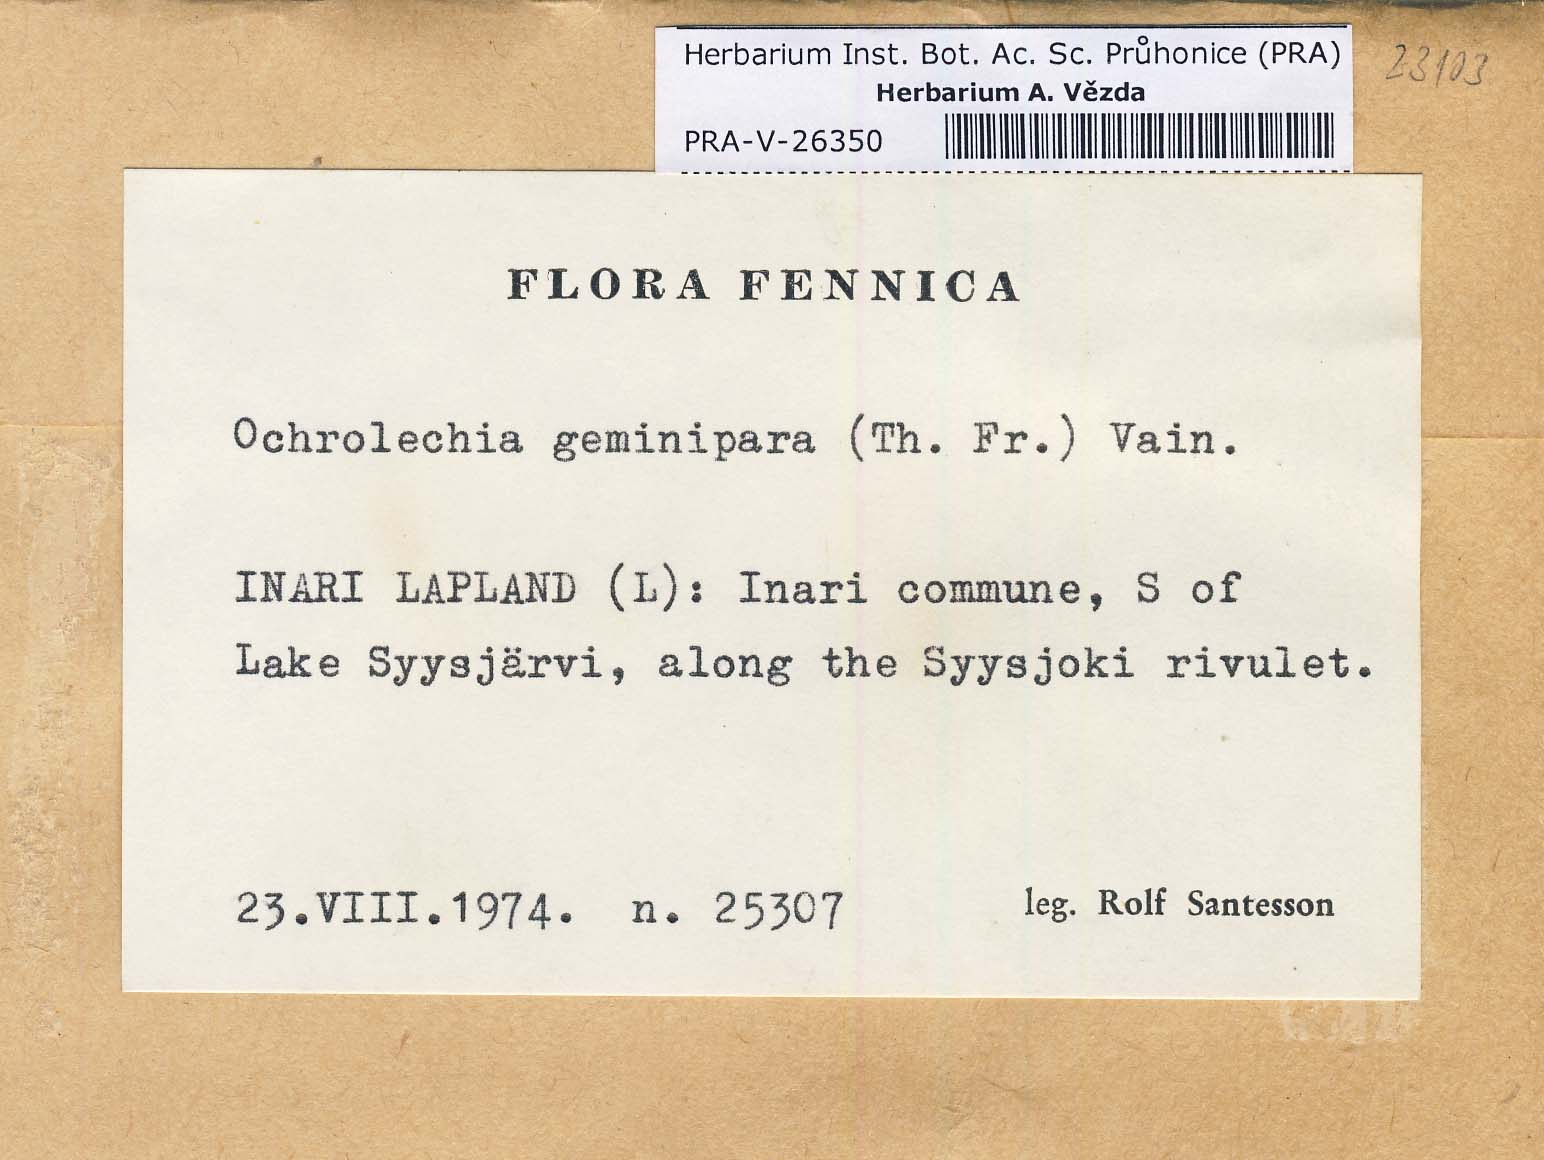 Herbarium Inst. Bot. Ac. Sc. Průhonice (PRA)
Herbarium A. Vězda
PRA-V-26350
23103
FLORA FENNICA
Ochrolechia geminipara (Th. Fr.) Vain.
INARI LAPLAND (L): Inari commune, S of
Lake Syysjärvi, along the Syysjoki rivulet.
23.VIII.1974. n. 25307
leg. Rolf Santesson